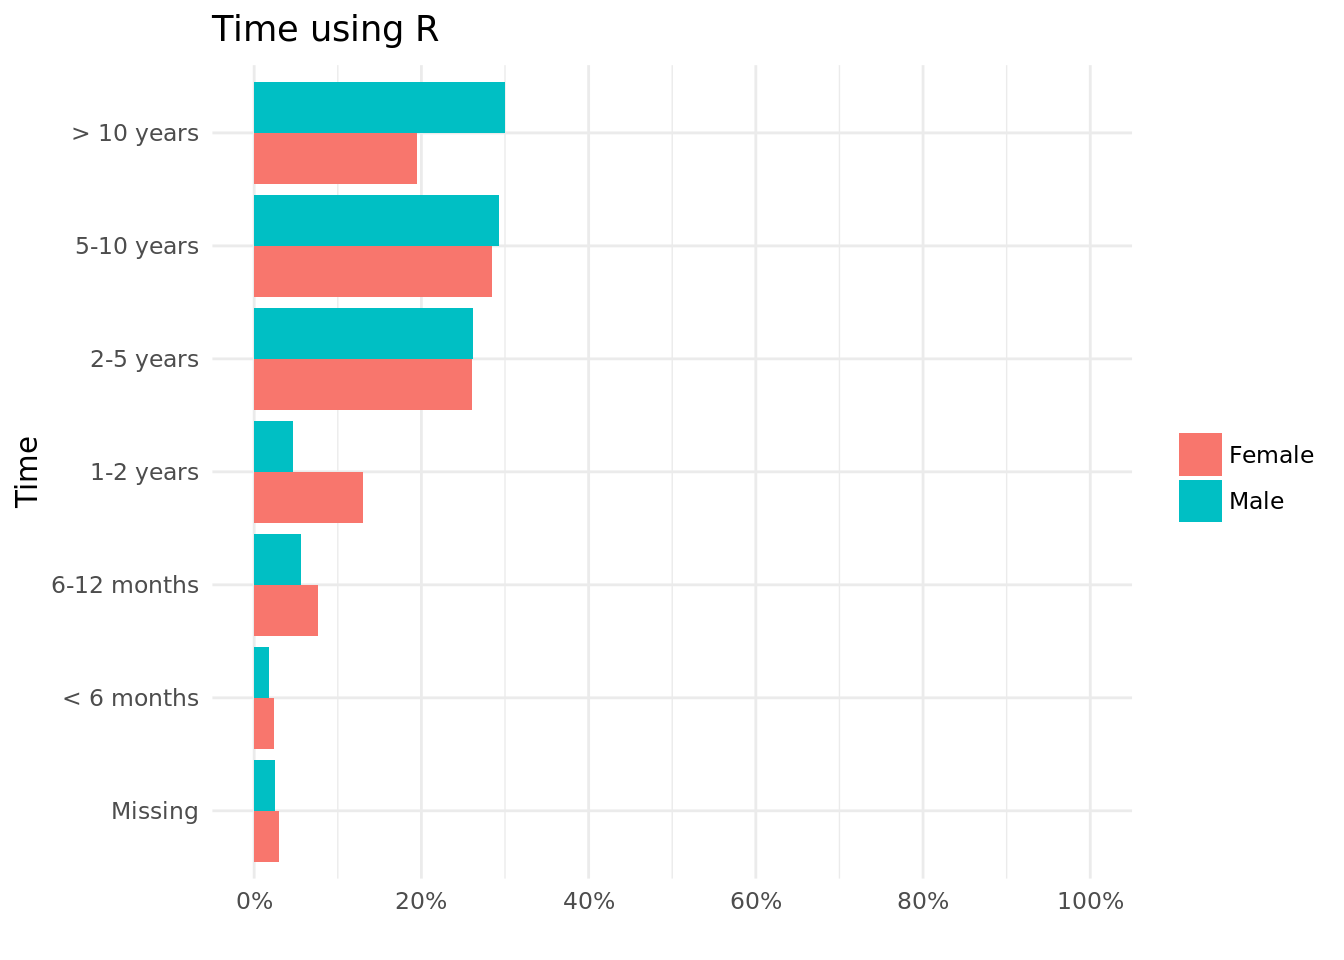 Time using R
Time
> 10 years
5-10 years
2-5 years
1-2 years
6-12 months
< 6 months
Missing
0% 20% 40% 60% 80% 100%
Female
Male